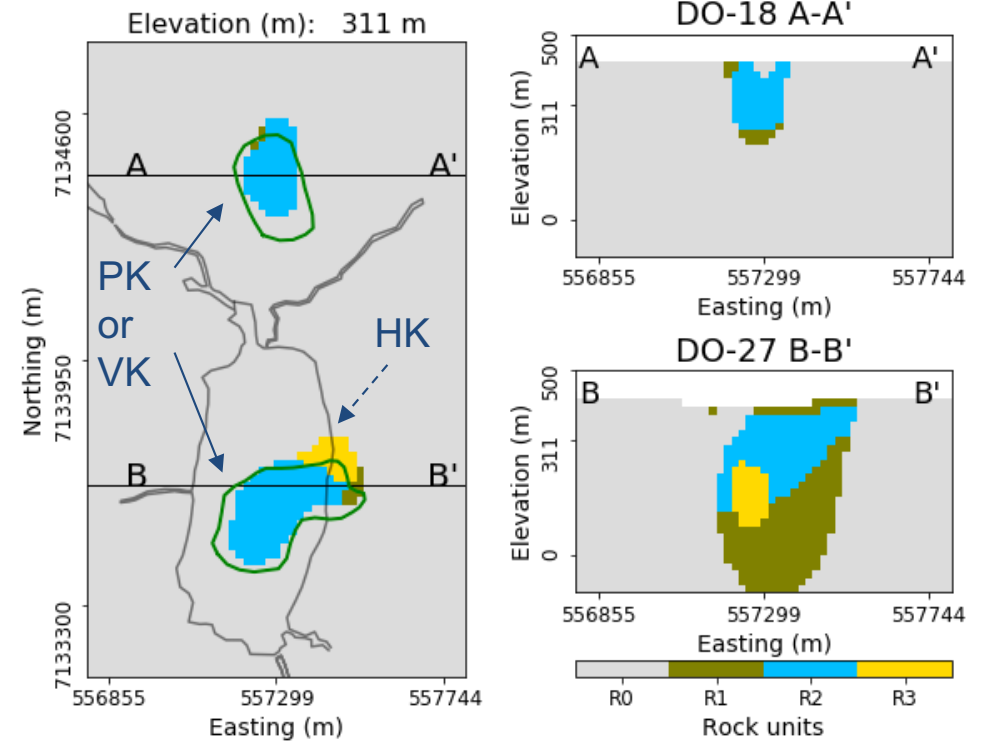 Elevation (m):   311 m
Northing (m)
7134600
7133950
7133300
A
A'
PK
or
VK
HK
B
B'
556855
557299
557744
Easting (m)
DO-18 A-A'
Elevation (m)
500
311
0
A
A'
556855
557299
557744
Easting (m)
DO-27 B-B'
Elevation (m)
500
311
0
B
B'
556855
557299
557744
Easting (m)
R0
R1
R2
R3
Rock units